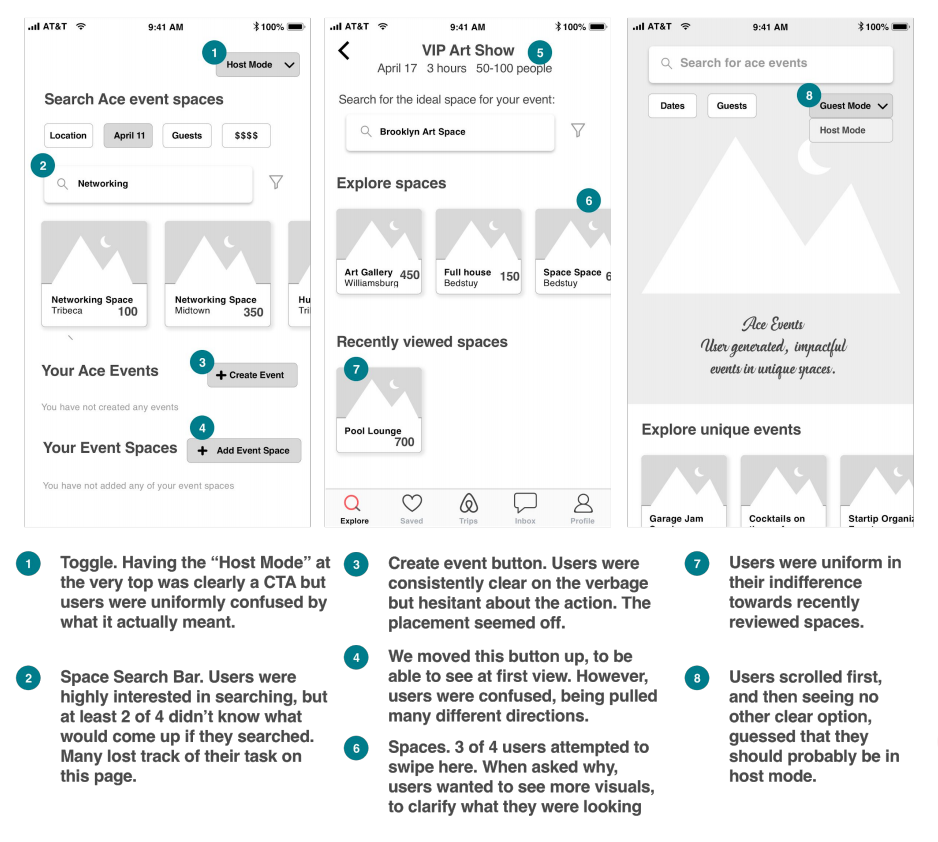 AT&T 9:41 AM 100%
1
Host Mode
Search Ace event spaces
Location April 11 Guests $$$$
2
Networking
Networking Space
Tribeca 100
Networking Space
Midtown 350
Hu
Tri
3
Your Ace Events + Create Event
You have not created any events
4
Your Event Spaces + Add Event Space
You have not added any of your event spaces
AT&T 9:41 AM 100%
VIP Art Show 5
April 17 3 hours 50-100 people
Search for the ideal space for your event:
Brooklyn Art Space
Explore spaces
6
Art Gallery 450
Williamsburg
Full house 150
Bedstuy
Space Space 6
Bedstuy
Recently viewed spaces
7
Pool Lounge
700
Explore Saved Trips Inbox Profile
AT&T 9:41 AM 100%
Search for ace events
8
Dates Guests Guest Mode
Host Mode
Ace Events
User generated, impactful
events in unique spaces.
Explore unique events
Garage Jam
Cocktails on
Startip Organiz
1 Toggle. Having the “Host Mode” at
the very top was clearly a CTA but
users were uniformly confused by
what it actually meant.
2 Space Search Bar. Users were
highly interested in searching, but
at least 2 of 4 didn’t know what
would come up if they searched.
Many lost track of their task on
this page.
3 Create event button. Users were
consistently clear on the verbage
but hesitant about the action. The
placement seemed off.
4 We moved this button up, to be
able to see at first view. However,
users were confused, being pulled
many different directions.
6 Spaces. 3 of 4 users attempted to
swipe here. When asked why,
users wanted to see more visuals,
to clarify what they were looking
7 Users were uniform in
their indifference
towards recently
reviewed spaces.
8 Users scrolled first,
and then seeing no
other clear option,
guessed that they
should probably be in
host mode.